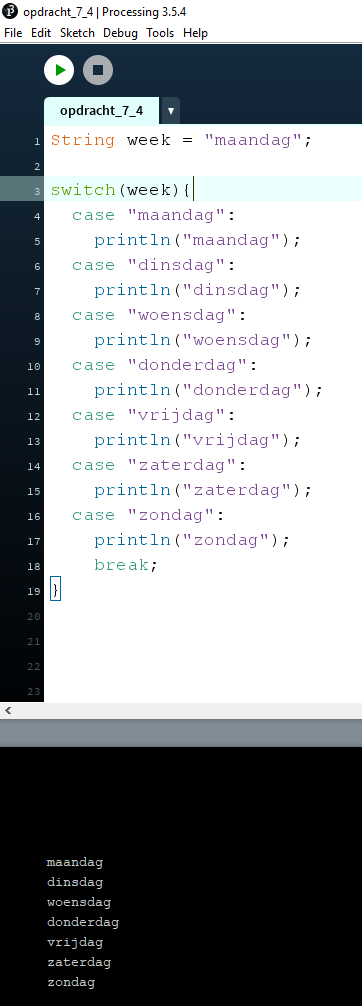 opdracht_7_4 | Processing 3.5.4
File Edit Sketch Debug Tools Help
opdracht_7_4 ▼
1 String week = "maandag";
2
3 switch(week){
4 case "maandag":
5 println("maandag");
6 case "dinsdag":
7 println("dinsdag");
8 case "woensdag":
9 println("woensdag");
10 case "donderdag":
11 println("donderdag");
12 case "vrijdag":
13 println("vrijdag");
14 case "zaterdag":
15 println("zaterdag");
16 case "zondag":
17 println("zondag");
18 break;
19 }
20
21
22
23
maandag
dinsdag
woensdag
donderdag
vrijdag
zaterdag
zondag